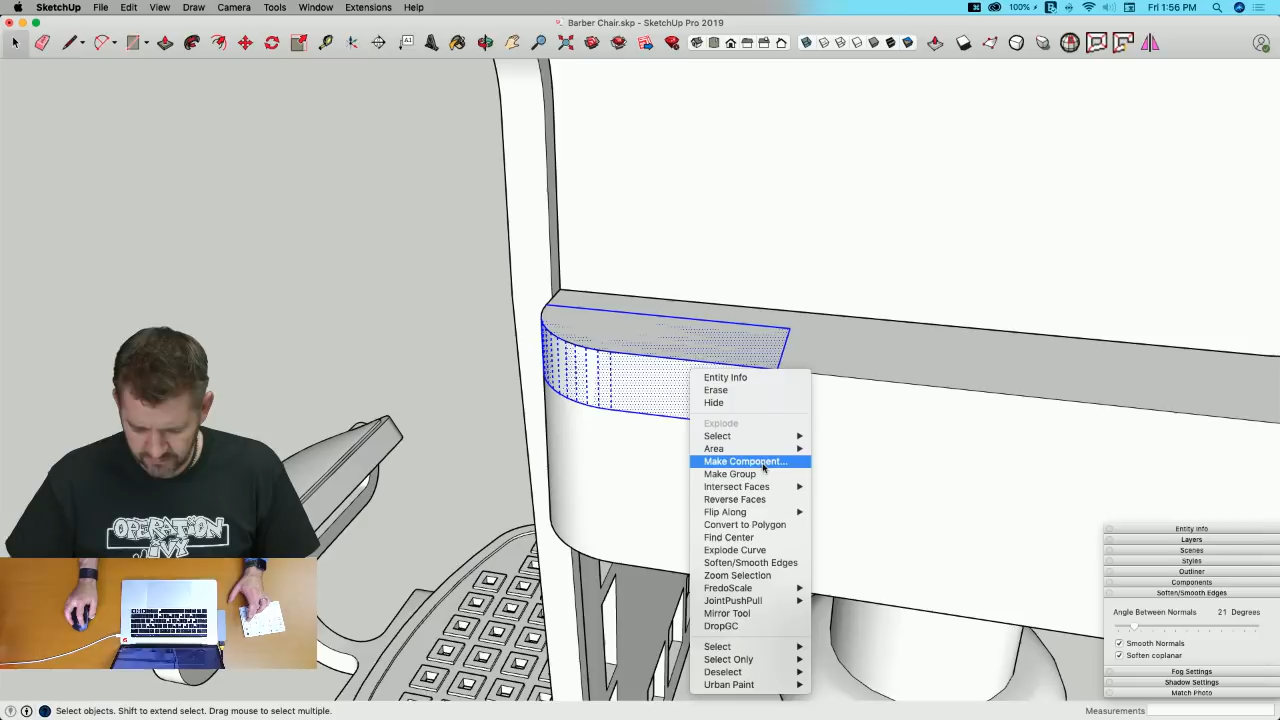 SketchUp File Edit View Draw Camera Tools Window Extensions Help
100% Fri 1:56 PM
Barber Chair.skp - SketchUp Pro 2019
Entity Info
Erase
Hide
Explode
Select
Area
Make Component...
Make Group
Intersect Faces
Reverse Faces
Flip Along
Convert to Polygon
Find Center
Explode Curve
Soften/Smooth Edges
Zoom Selection
FredoScale
JointPushPull
Mirror Tool
DropGC
Select
Select Only
Deselect
Urban Paint
OPERATION
IVY
Entity Info
Layers
Scenes
Styles
Outliner
Components
Soften/Smooth Edges
Angle Between Normals 21 Degrees
Smooth Normals
Soften coplanar
Fog Settings
Shadow Settings
Match Photo
Select objects. Shift to extend select. Drag mouse to select multiple.
Measurements